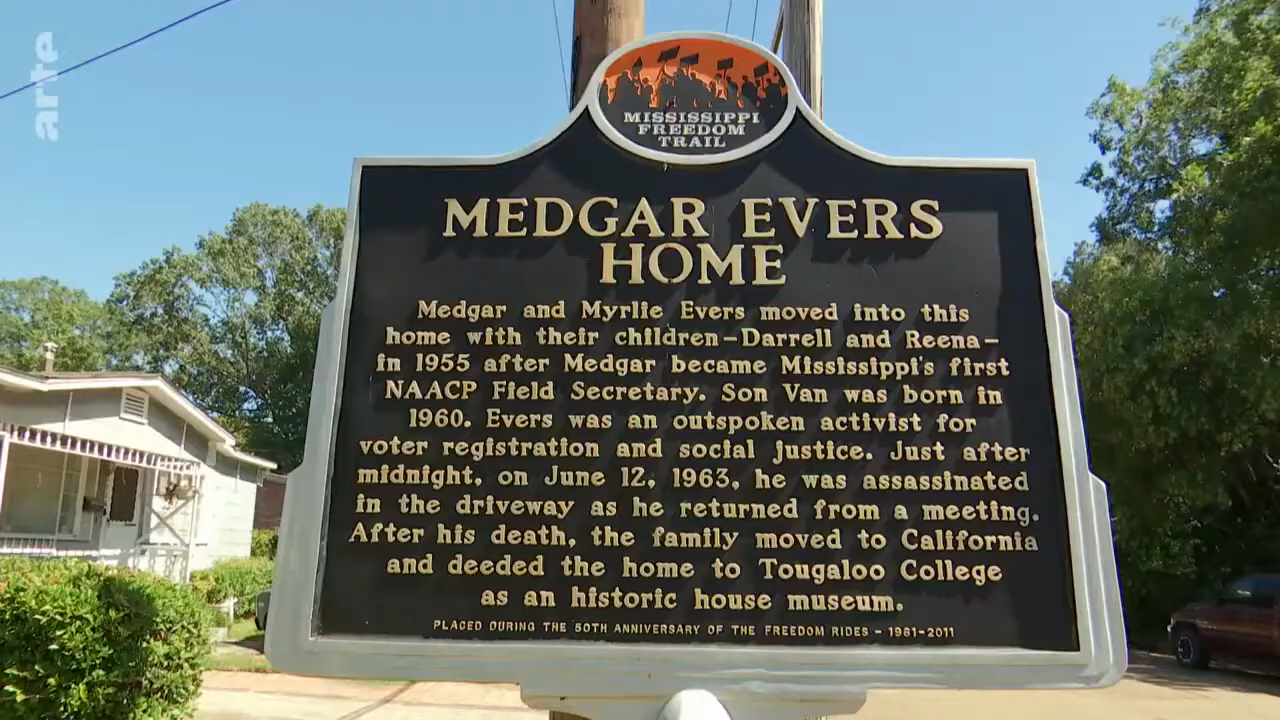 arte
MISSISSIPPI
FREEDOM
TRAIL
MEDGAR EVERS
HOME
Medgar and Myrlie Evers moved into this
home with their children—Darrell and Reena—
in 1955 after Medgar became Mississippi's first
NAACP Field Secretary. Son Van was born in
1960. Evers was an outspoken activist for
voter registration and social justice. Just after
midnight, on June 12, 1963, he was assassinated
in the driveway as he returned from a meeting.
After his death, the family moved to California
and deeded the home to Tougaloo College
as an historic house museum.
PLACED DURING THE 50TH ANNIVERSARY OF THE FREEDOM RIDES – 1961-2011